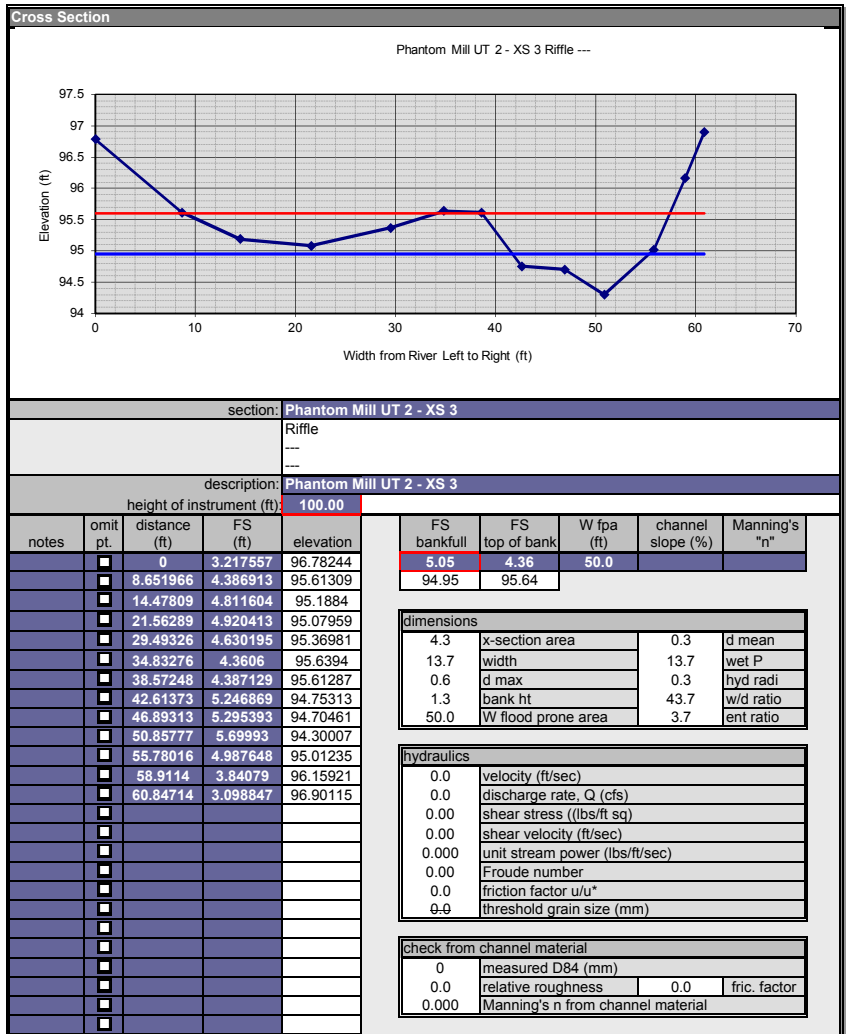 Cross Section
Phantom Mill UT 2 - XS 3 Riffle ---
97.5
97
96.5
96
95.5
95
94.5
94
Elevation (ft)
0 10 20 30 40 50 60 70
Width from River Left to Right (ft)
section: Phantom Mill UT 2 - XS 3
Riffle
---
---
description: Phantom Mill UT 2 - XS 3
height of instrument (ft): 100.00
notes omit pt. distance (ft) FS (ft) elevation
0 3.217557 96.78244
8.651966 4.386913 95.61309
14.47809 4.811604 95.1884
21.56289 4.920413 95.07959
29.49326 4.630195 95.36981
34.83276 4.3606 95.6394
38.57248 4.387129 95.61287
42.61373 5.246869 94.75313
46.89313 5.295393 94.70461
50.85777 5.69993 94.30007
55.78016 4.987648 95.01235
58.9114 3.84079 96.15921
60.84714 3.098847 96.90115
FS bankfull FS top of bank W fpa (ft) channel slope (%) Manning's "n"
5.05 4.36 50.0
94.95 95.64
dimensions
4.3 x-section area 0.3 d mean
13.7 width 13.7 wet P
0.6 d max 0.3 hyd radi
1.3 bank ht 43.7 w/d ratio
50.0 W flood prone area 3.7 ent ratio
hydraulics
0.0 velocity (ft/sec)
0.0 discharge rate, Q (cfs)
0.00 shear stress ((lbs/ft sq)
0.00 shear velocity (ft/sec)
0.000 unit stream power (lbs/ft/sec)
0.00 Froude number
0.0 friction factor u/u*
0.0 threshold grain size (mm)
check from channel material
0 measured D84 (mm)
0.0 relative roughness 0.0 fric. factor
0.000 Manning's n from channel material